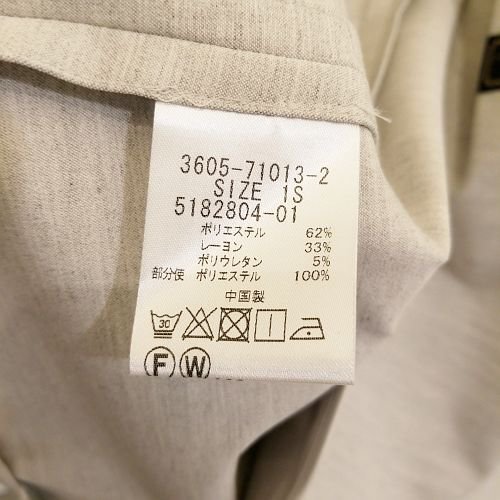 3605-71013-2
SIZE 1S
5182804-01
ポリエステル 62%
レーヨン 33%
ポリウレタン 5%
部分使 ポリエステル 100%
中国製
30
F W